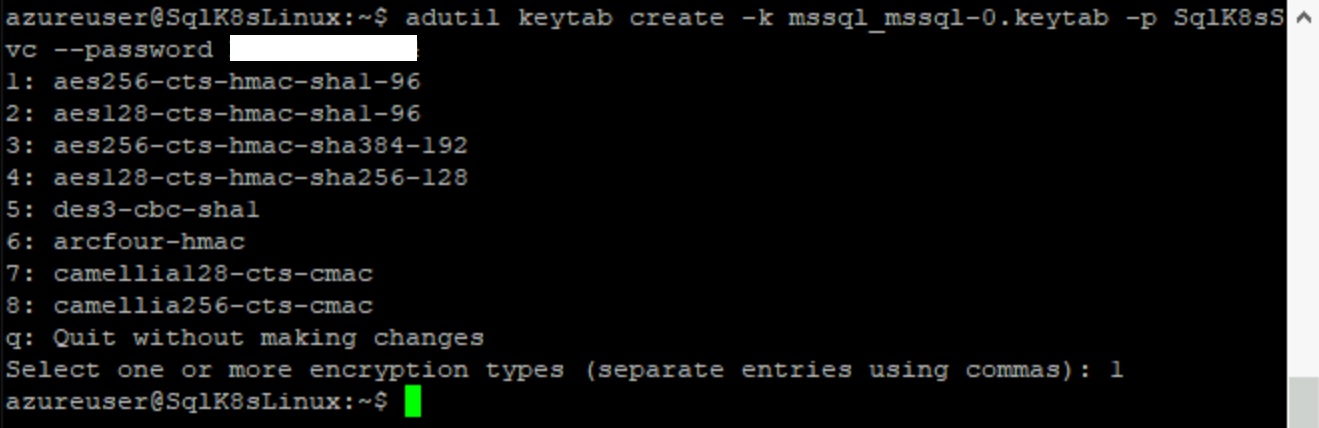 azureuser@SqlK8sLinux:~$ adutil keytab create -k mssql_mssql-0.keytab -p SqlK8sS
vc --password
1: aes256-cts-hmac-sha1-96
2: aes128-cts-hmac-sha1-96
3: aes256-cts-hmac-sha384-192
4: aes128-cts-hmac-sha256-128
5: des3-cbc-sha1
6: arcfour-hmac
7: camellia128-cts-cmac
8: camellia256-cts-cmac
q: Quit without making changes
Select one or more encryption types (separate entries using commas): 1
azureuser@SqlK8sLinux:~$